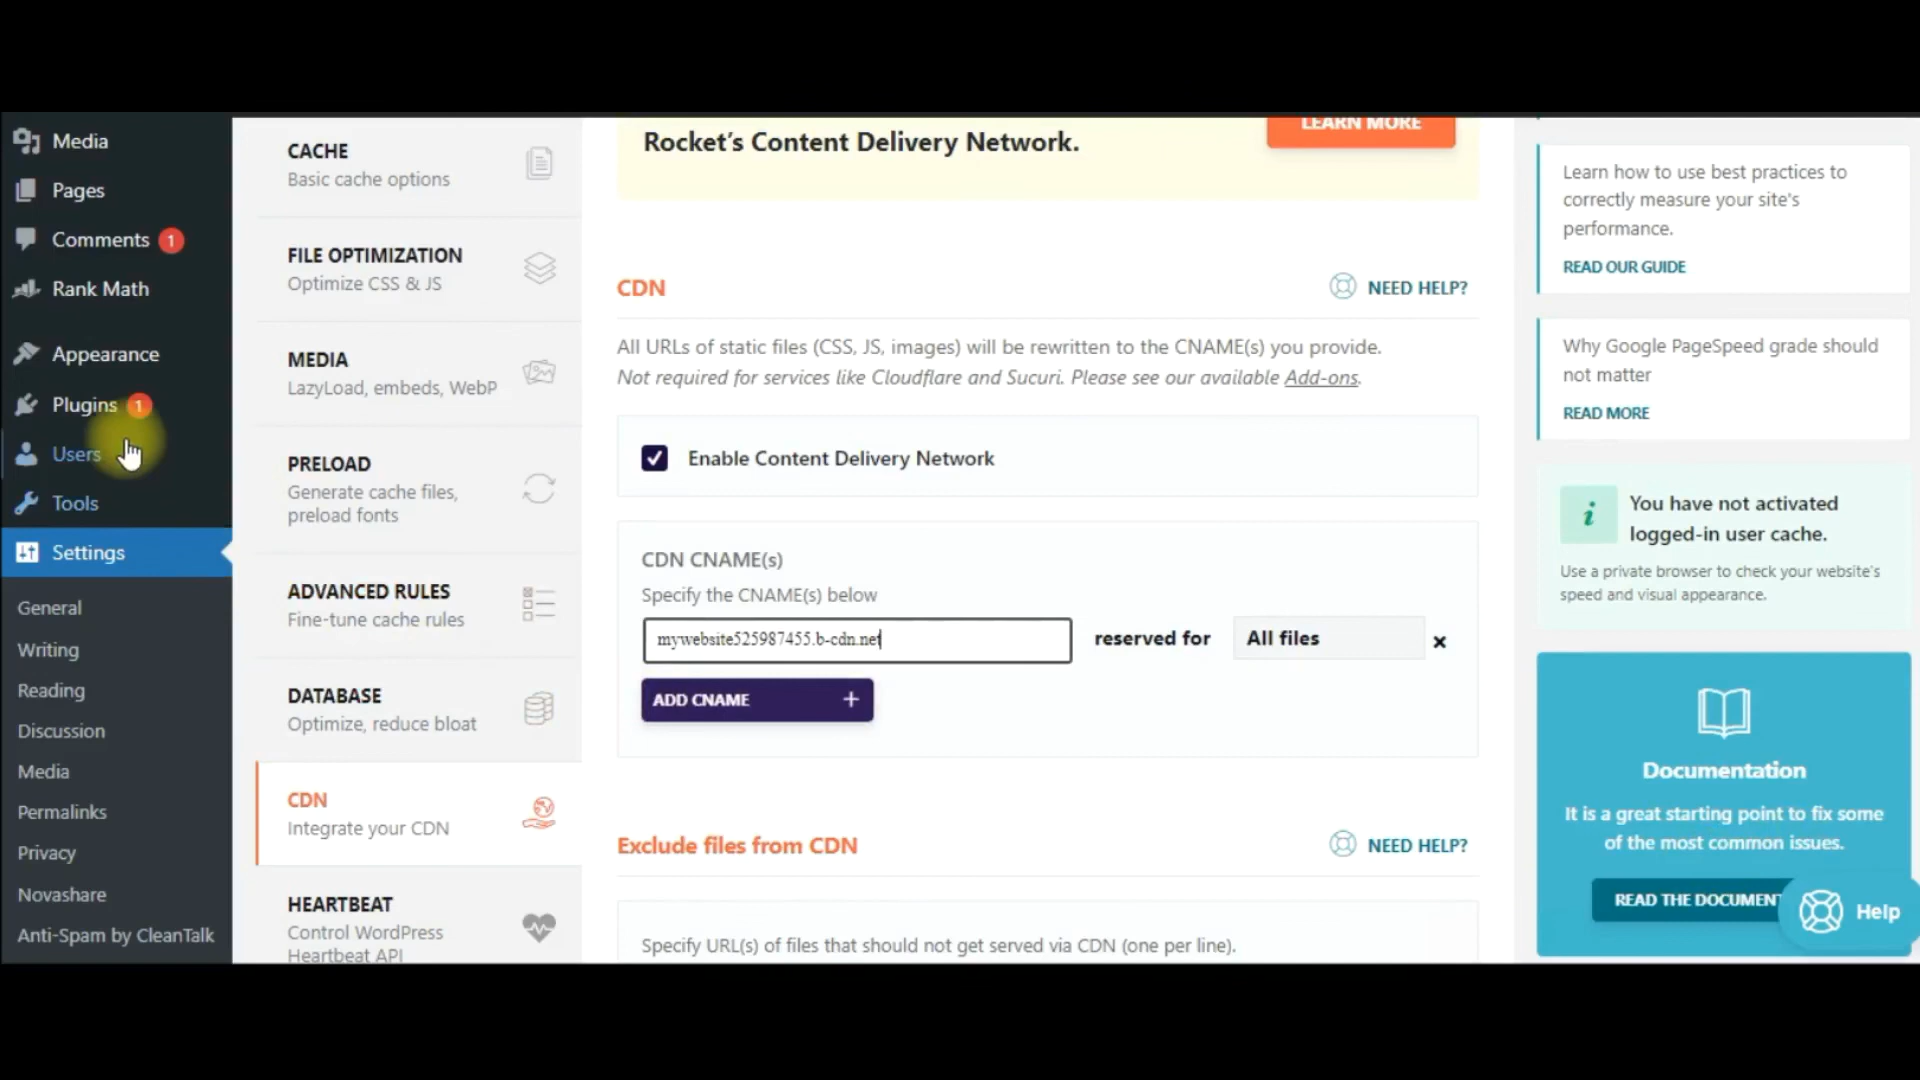 Media
Pages
Comments 1
Rank Math
Appearance
Plugins 1
Users
Tools
Settings
General
Writing
Reading
Discussion
Media
Permalinks
Privacy
Novashare
Anti-Spam by CleanTalk
CACHE
Basic cache options
FILE OPTIMIZATION
Optimize CSS & JS
MEDIA
LazyLoad, embeds, WebP
PRELOAD
Generate cache files,
preload fonts
ADVANCED RULES
Fine-tune cache rules
DATABASE
Optimize, reduce bloat
CDN
Integrate your CDN
HEARTBEAT
Control WordPress
Heartbeat API
Rocket's Content Delivery Network.
LEARN MORE
CDN
NEED HELP?
All URLs of static files (CSS, JS, images) will be rewritten to the CNAME(s) you provide.
Not required for services like Cloudflare and Sucuri. Please see our available Add-ons.
Enable Content Delivery Network
CDN CNAME(s)
Specify the CNAME(s) below
mywebsite525987455.b-cdn.net
reserved for
All files
ADD CNAME +
Exclude files from CDN
NEED HELP?
Specify URL(s) of files that should not get served via CDN (one per line).
Learn how to use best practices to
correctly measure your site's
performance.
READ OUR GUIDE
Why Google PageSpeed grade should
not matter
READ MORE
i
You have not activated
logged-in user cache.
Use a private browser to check your website's
speed and visual appearance.
Documentation
It is a great starting point to fix some
of the most common issues.
READ THE DOCUMENT
Help